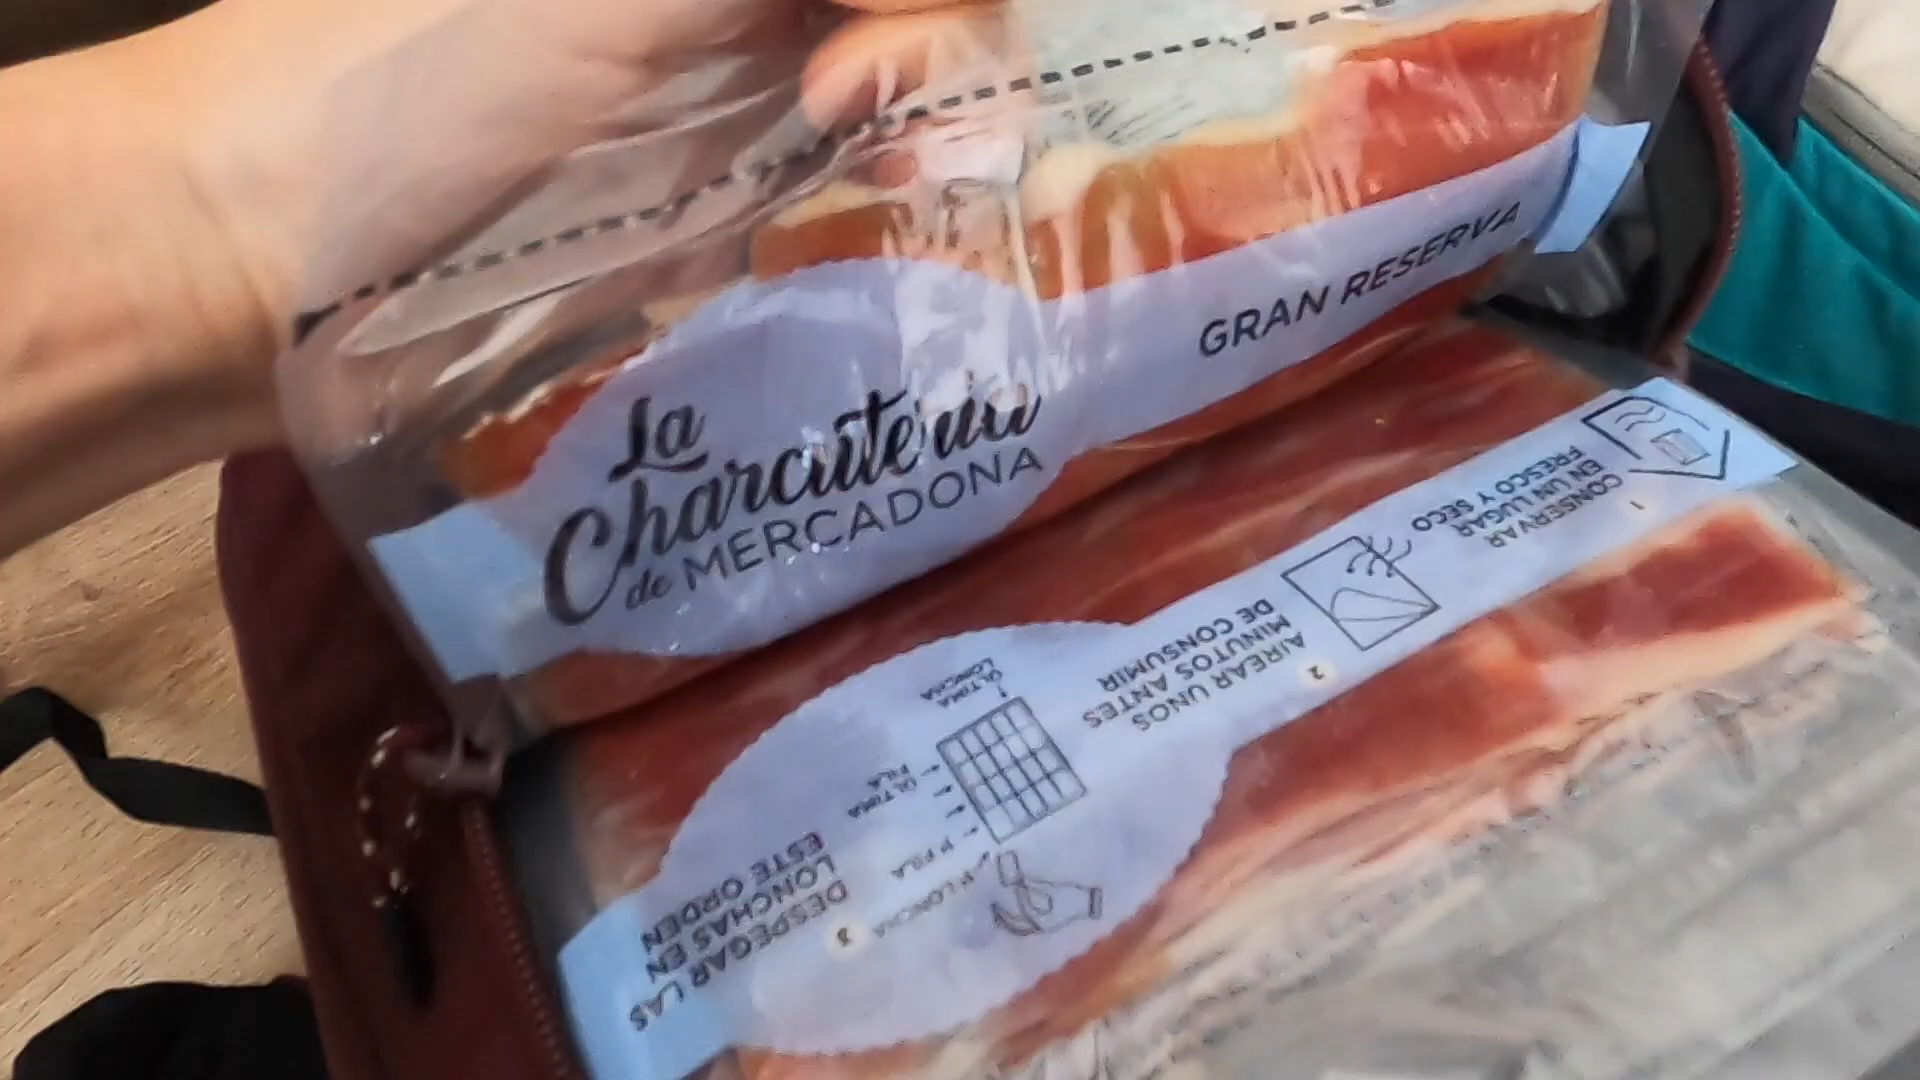 La
Charcutería
de MERCADONA
GRAN RESERVA
1
CONSERVAR
EN UN LUGAR
FRESCO Y SECO
2
AIREAR UNOS
MINUTOS ANTES
DE CONSUMIR
3
DESPEGAR LAS
LONCHAS EN
ESTE ORDEN
1ª LONCHA
1ª FILA
ÚLTIMA
FILA
ÚLTIMA
LONCHA